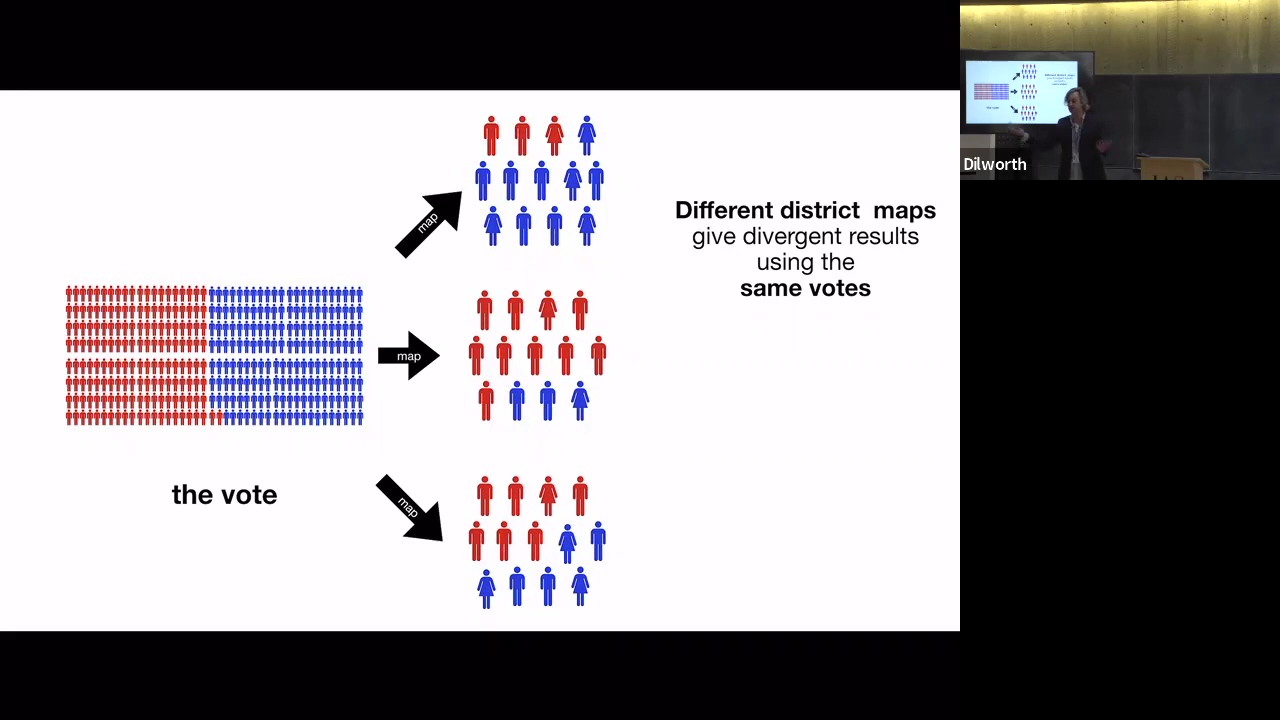 map
Different district maps
give divergent results
using the
same votes
map
the vote
map
Dilworth